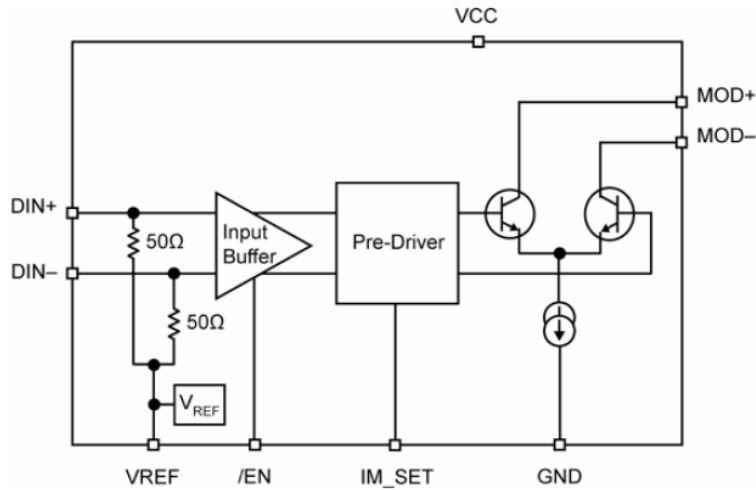 VCC
MOD+
MOD–
DIN+
50Ω
Input
Buffer
Pre-Driver
DIN–
50Ω
VREF
VREF
/EN
IM_SET
GND